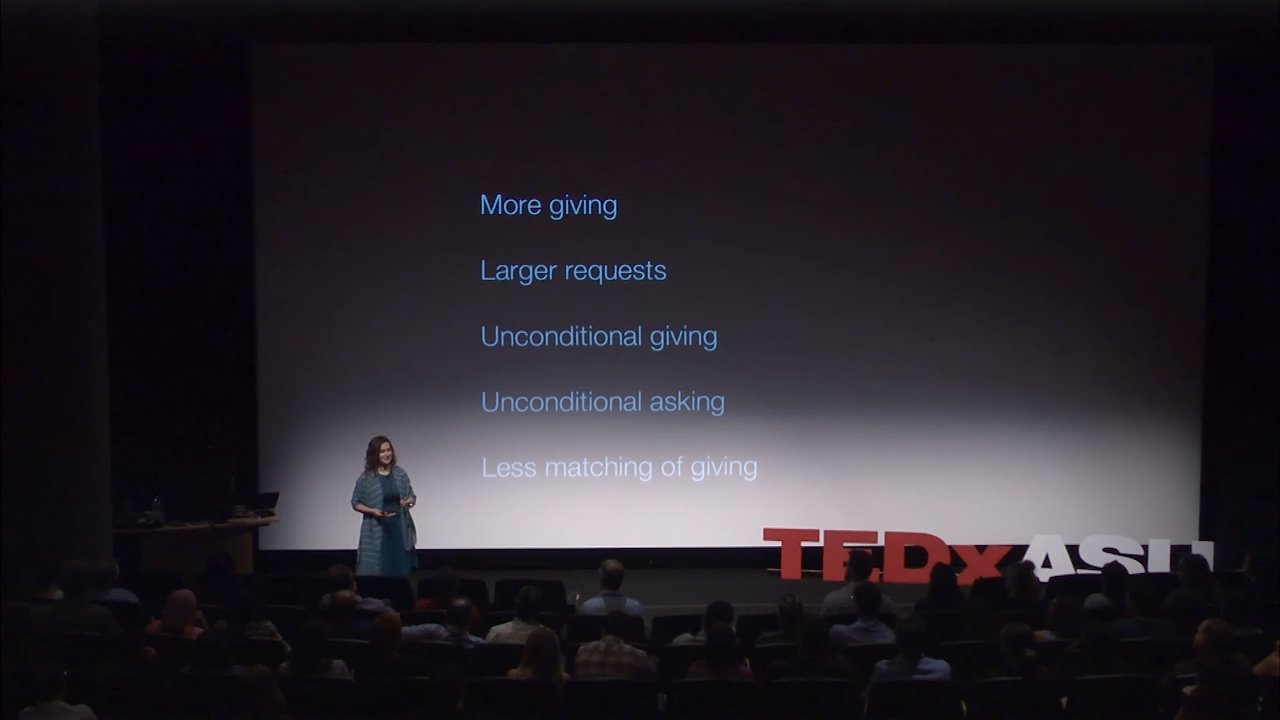 More giving
Larger requests
Unconditional giving
Unconditional asking
Less matching of giving
TEDxASU